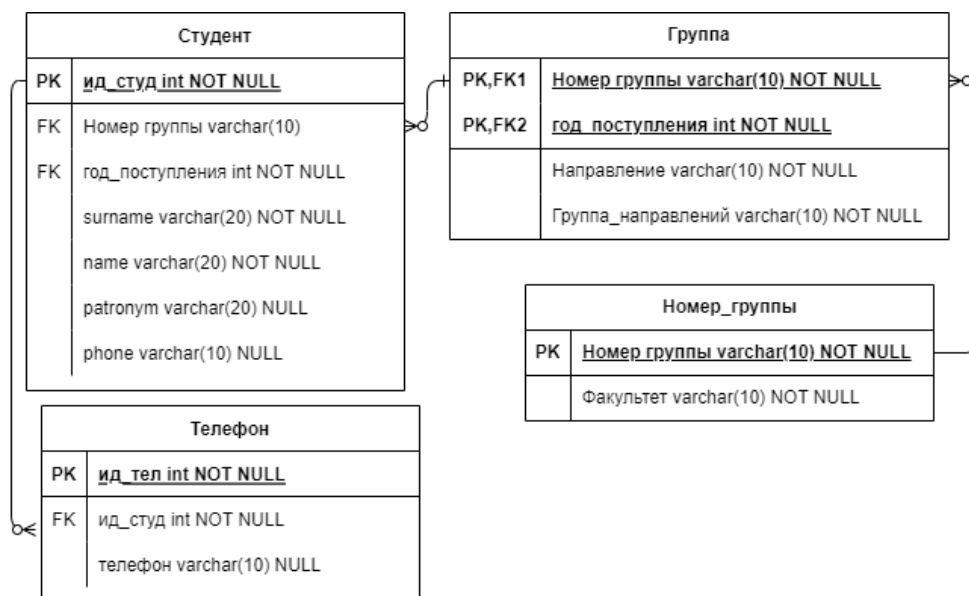 Студент
PK ид_студ int NOT NULL
FK Номер группы varchar(10)
FK год_поступления int NOT NULL
surname varchar(20) NOT NULL
name varchar(20) NOT NULL
patronym varchar(20) NULL
phone varchar(10) NULL
Группа
PK,FK1 Номер группы varchar(10) NOT NULL
PK,FK2 год_поступления int NOT NULL
Направление varchar(10) NOT NULL
Группа_направлений varchar(10) NOT NULL
Номер_группы
PK Номер группы varchar(10) NOT NULL
Факультет varchar(10) NOT NULL
Телефон
PK ид_тел int NOT NULL
FK ид_студ int NOT NULL
телефон varchar(10) NULL